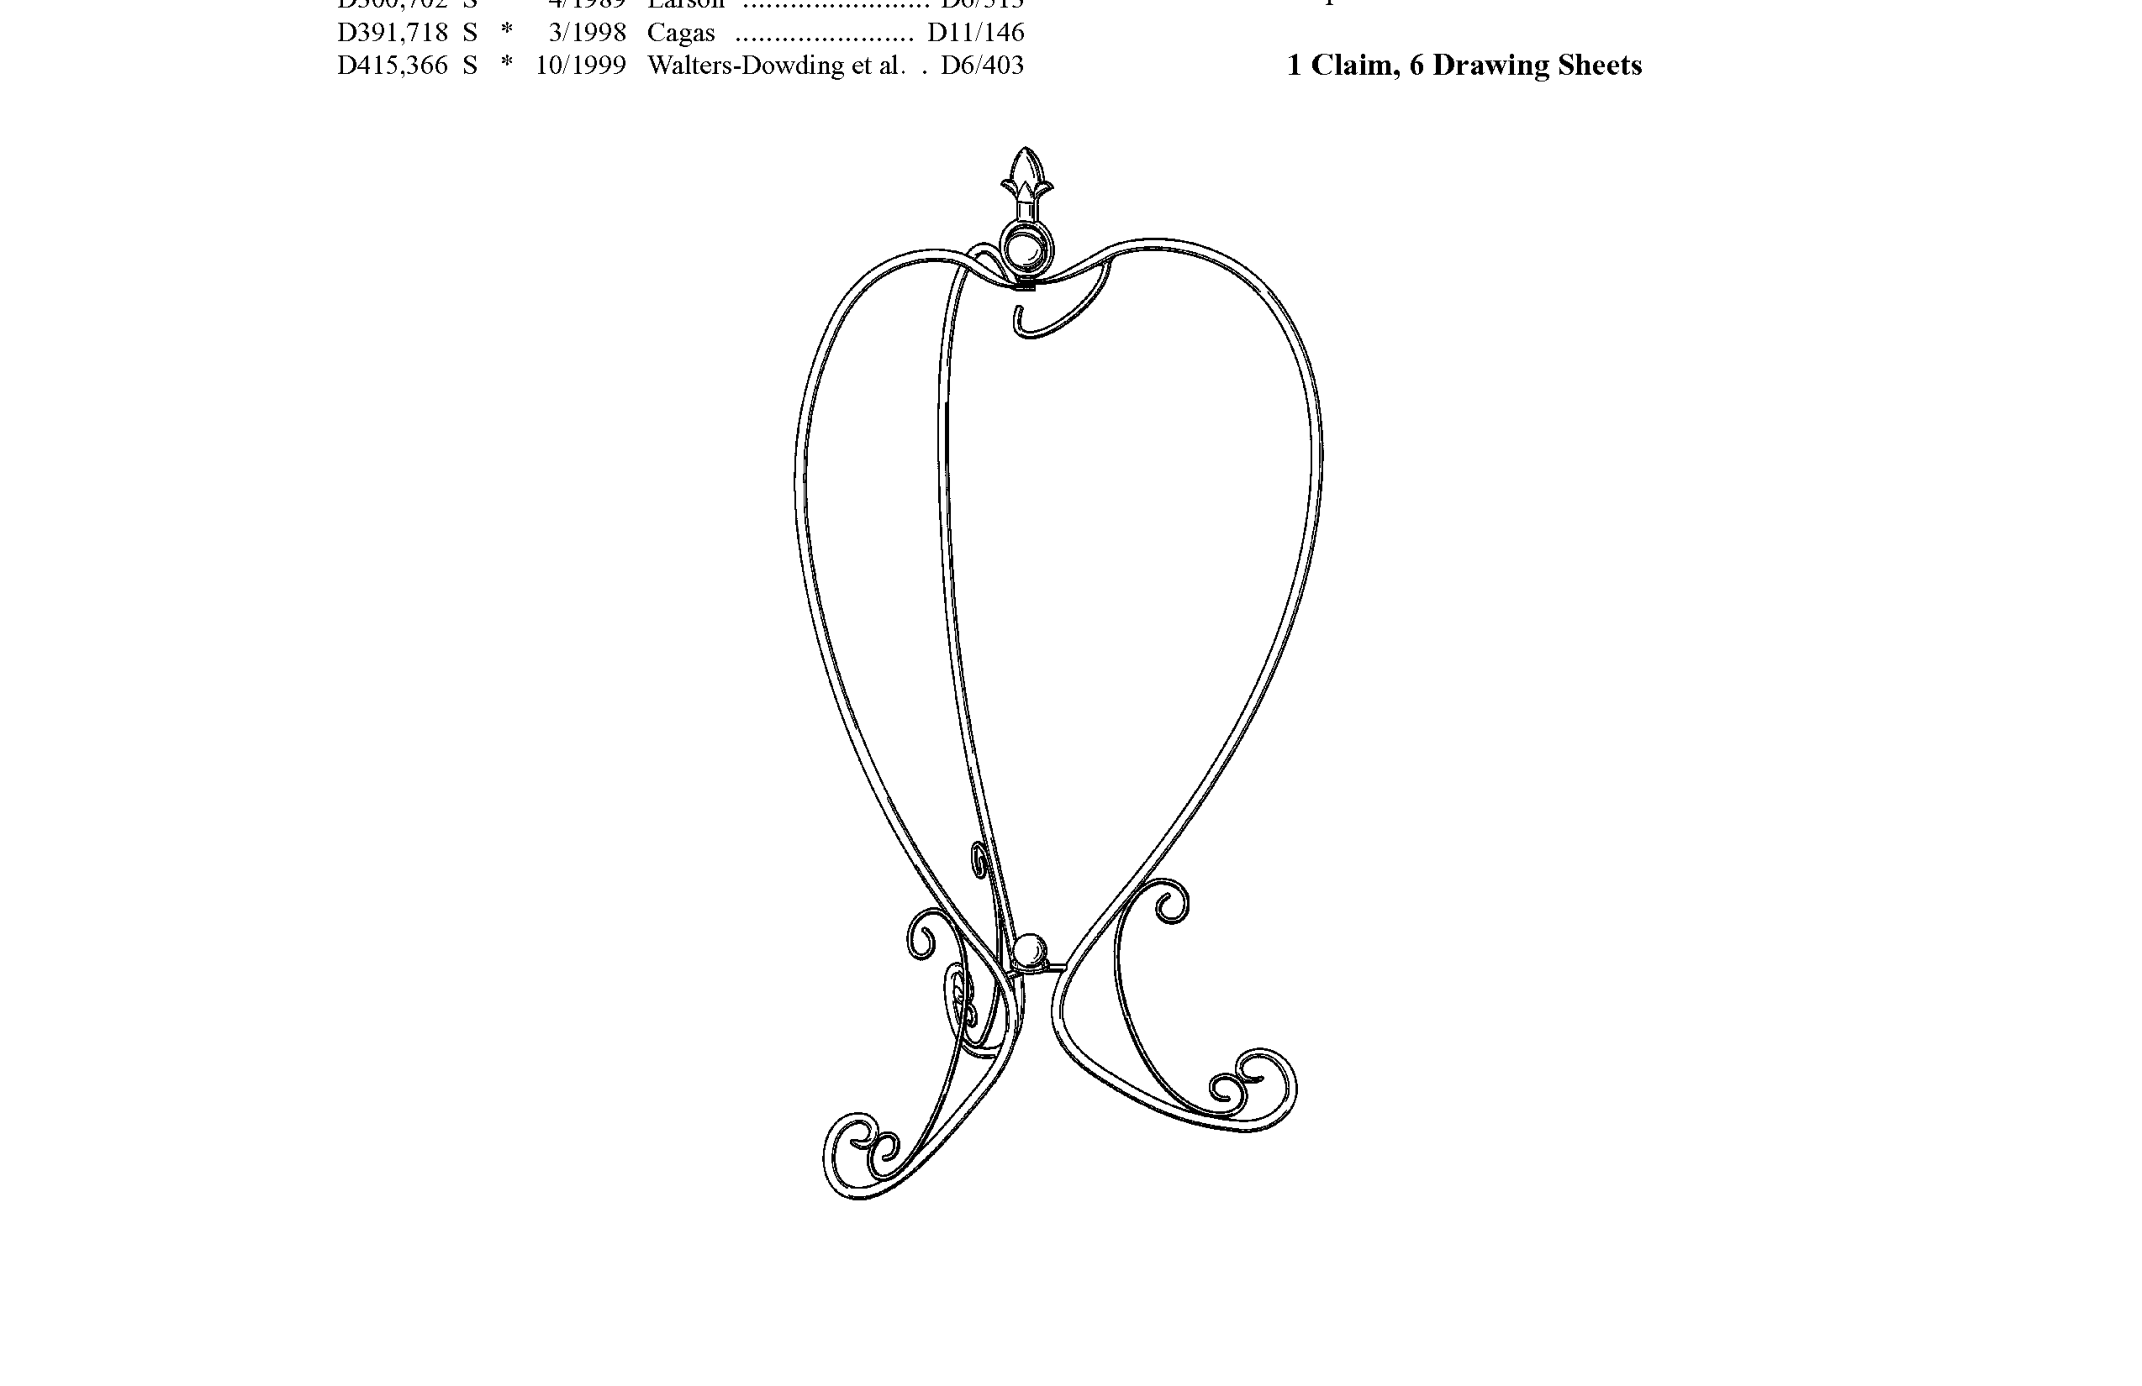 D391,718 S * 3/1998 Cagas ....................... D11/146
D415,366 S * 10/1999 Walters-Dowding et al. . D6/403
1 Claim, 6 Drawing Sheets